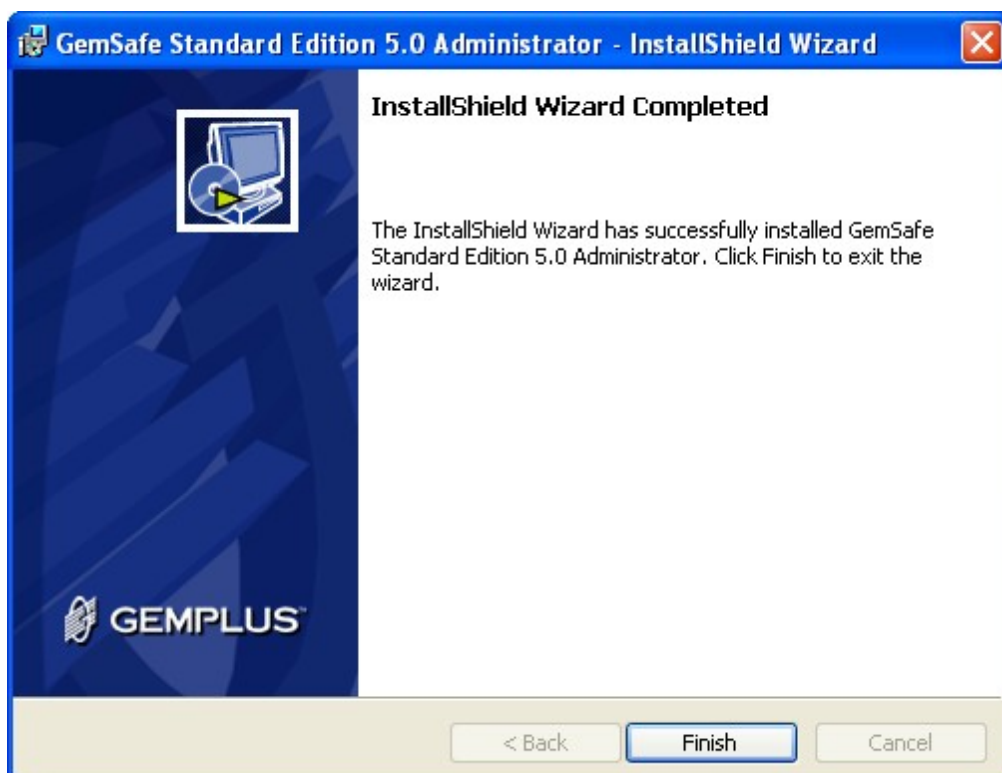 GemSafe Standard Edition 5.0 Administrator - InstallShield Wizard
InstallShield Wizard Completed
The InstallShield Wizard has successfully installed GemSafe
Standard Edition 5.0 Administrator. Click Finish to exit the
wizard.
GEMPLUS™
< Back
Finish
Cancel